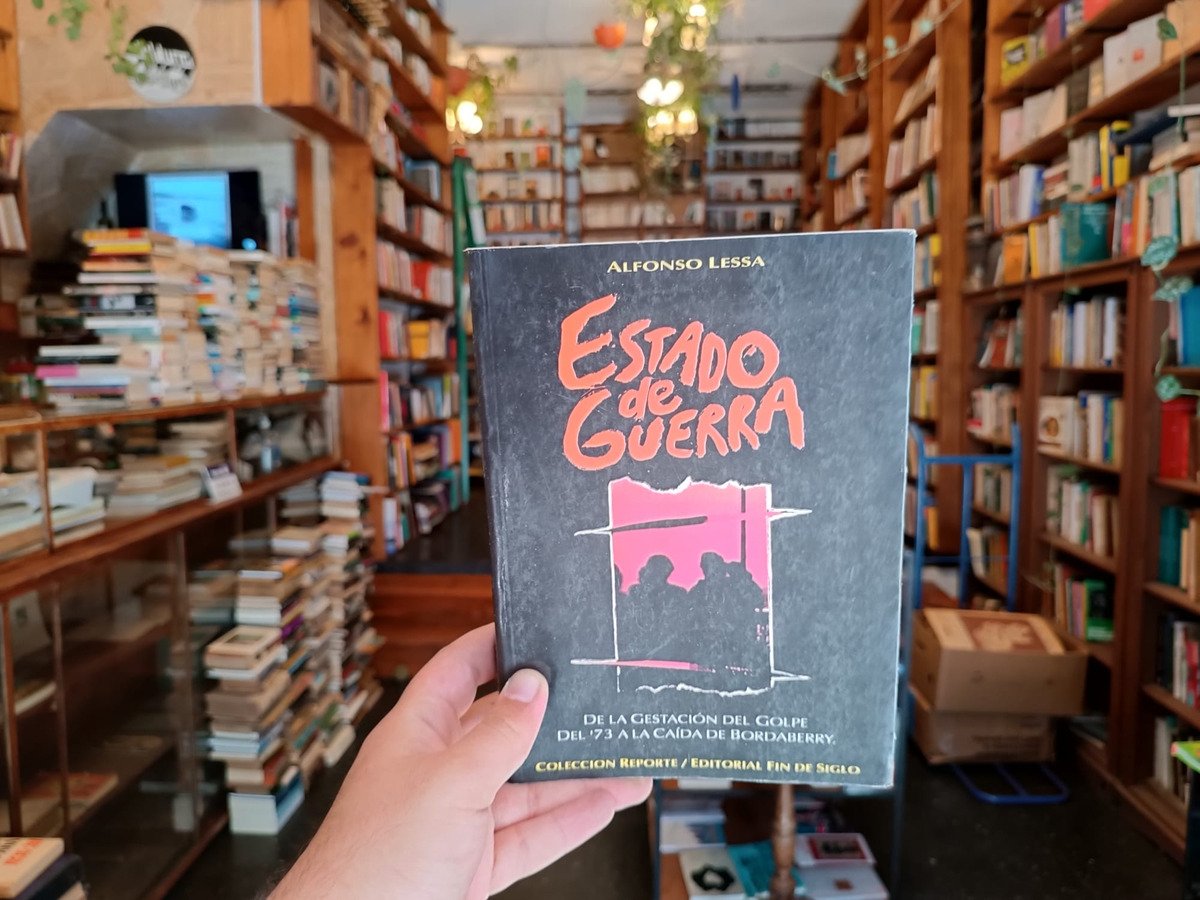 ALFONSO LESSA
ESTADO
de
GUERRA
DE LA GESTACIÓN DEL GOLPE
DEL '73 A LA CAÍDA DE BORDABERRY.
COLECCION REPORTE / EDITORIAL FIN DE SIGLO